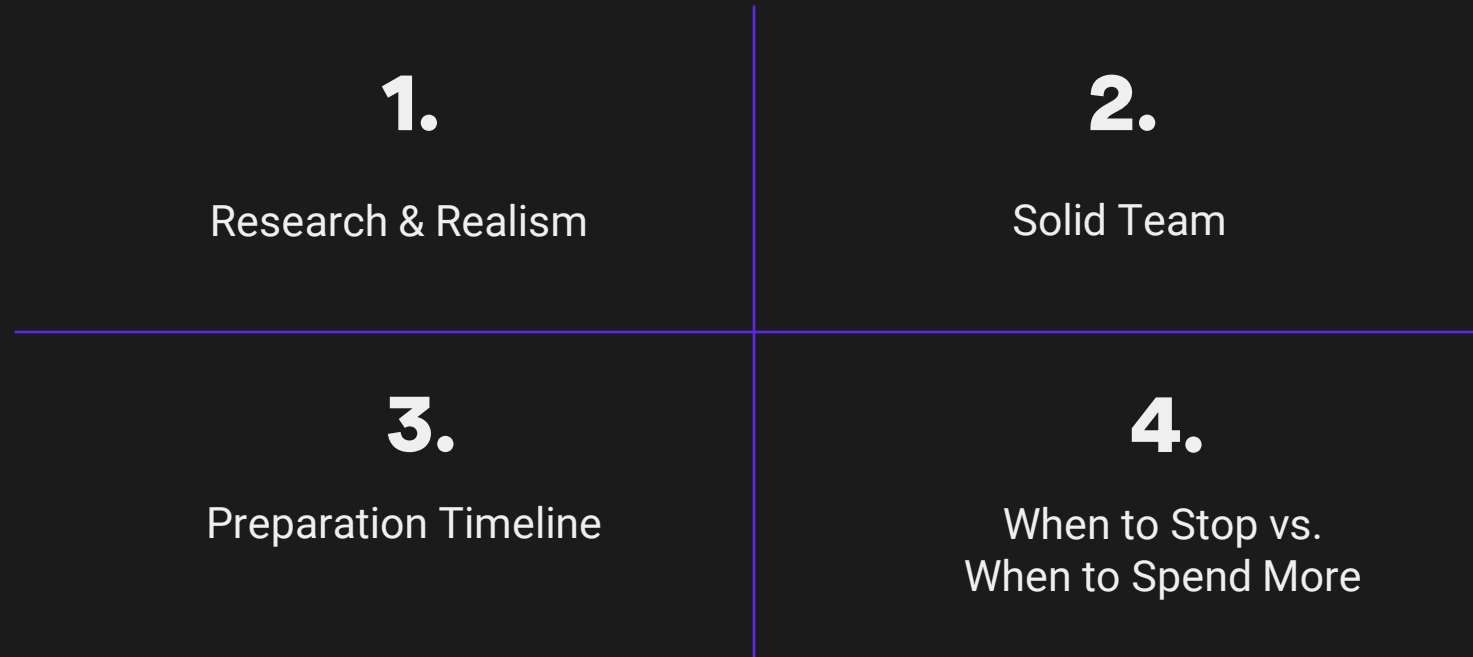 1.
Research & Realism
2.
Solid Team
3.
Preparation Timeline
4.
When to Stop vs.
When to Spend More